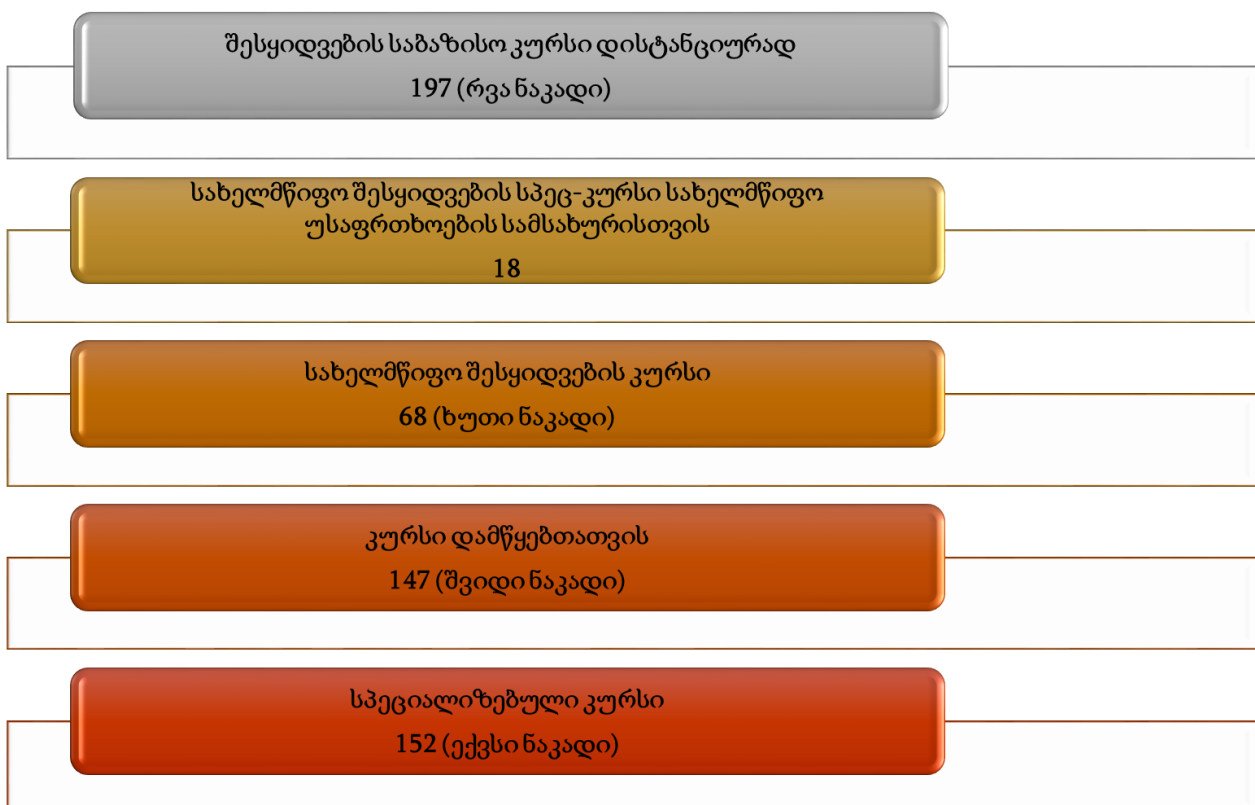 შესყიდვების საბაზისო კურსი დისტანციურად
197 (რვა ნაკადი)
სახელმწიფო შესყიდვების სპეც-კურსი სახელმწიფო
უსაფრთხოების სამსახურისთვის
18
სახელმწიფო შესყიდვების კურსი
68 (ხუთი ნაკადი)
კურსი დამწყებთათვის
147 (შვიდი ნაკადი)
სპეციალიზებული კურსი
152 (ექვსი ნაკადი)